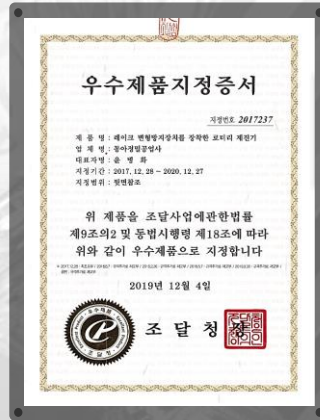 우수제품지정증서
지정번호 2017237
제 품 명 : 레이크 변형방지장치를 장착한 로터리 제진기
업 체 명 : 동아정밀공업사
대표자명 : 윤 병 화
지정기간 : 2017. 12. 28 ~ 2020. 12. 27
지정범위 : 뒷면참조
위 제품을 조달사업에관한법률
제9조의2 및 동법시행령 제18조에 따라
위와 같이 우수제품으로 지정합니다
2019년 12월 4일
조 달 청 장
조 달 청